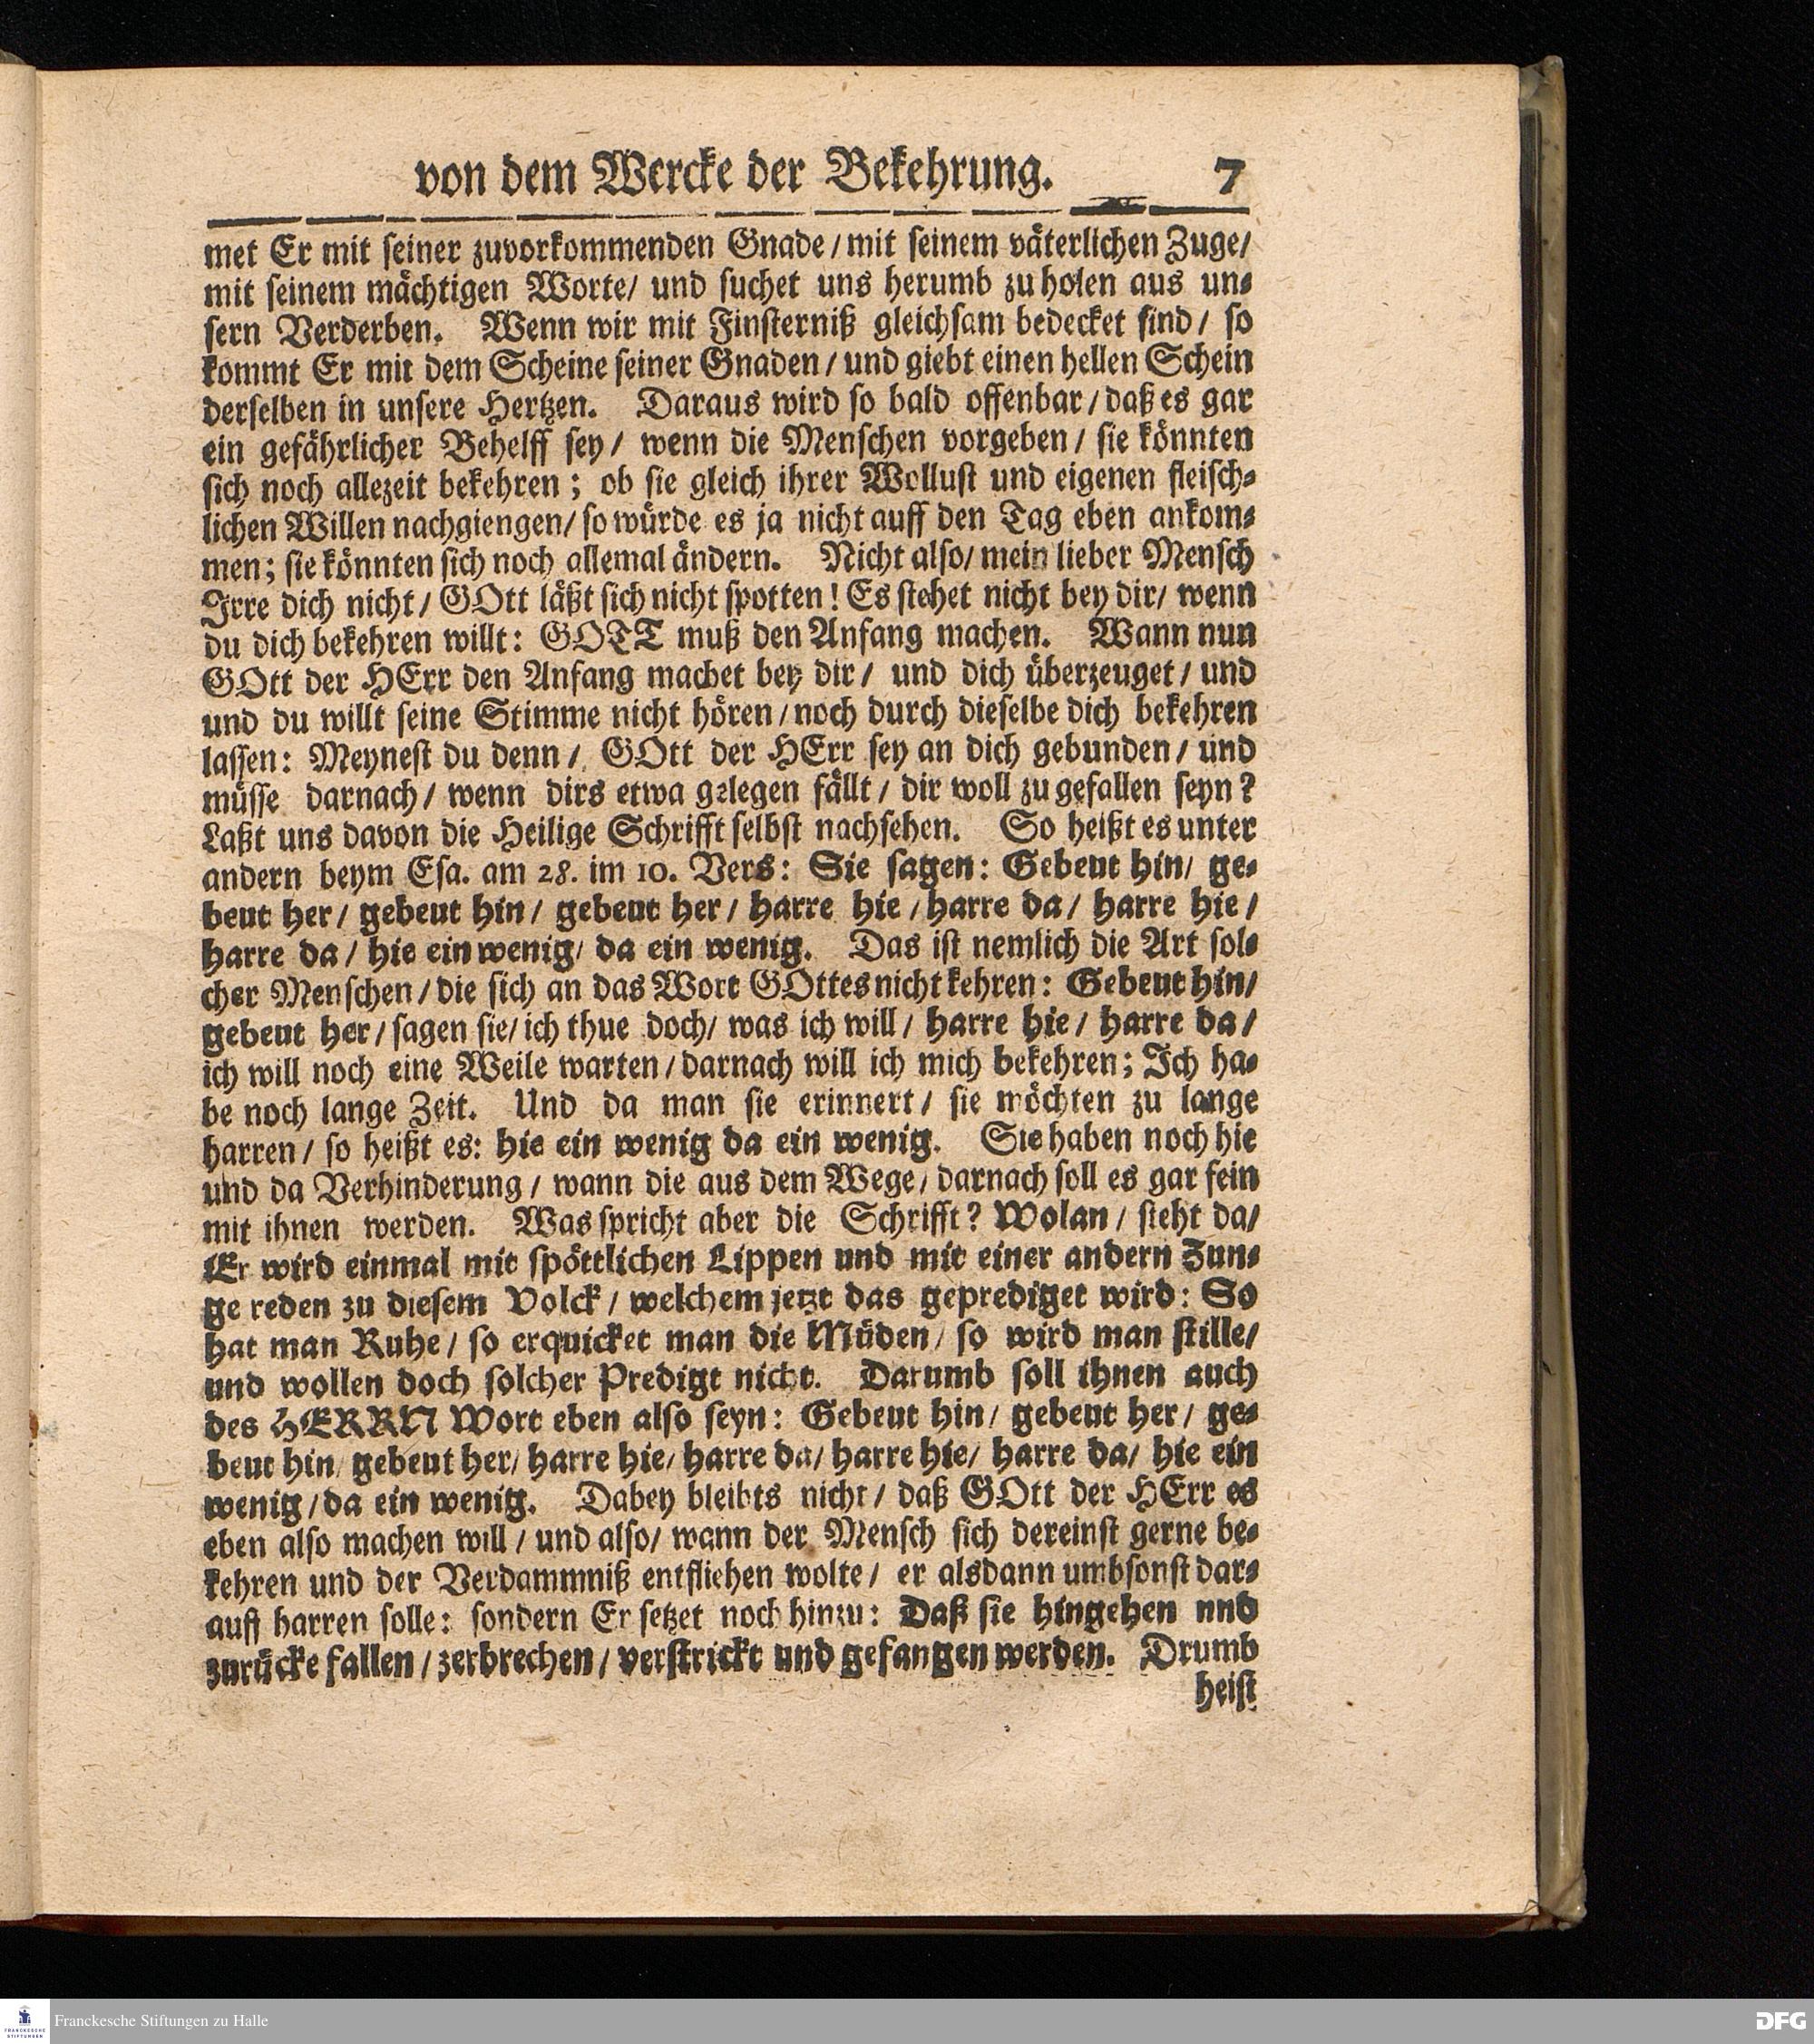 von dem Wercke der Bekehrung. 7
met Er mit seiner zuvorkommenden Gnade/ mit seinem väterlichen Zuge/
mit seinem mächtigen Worte/ und suchet uns herumb zu holen aus un-
sern Verderben. Wenn wir mit Finsterniß gleichsam bedecket sind/ so
kommt Er mit dem Scheine seiner Gnaden/ und giebt einen hellen Schein
derselben in unsere Hertzen. Daraus wird so bald offenbar/ daß es gar
ein gefährlicher Behelff sey/ wenn die Menschen vorgeben/ sie könnten
sich noch allezeit bekehren; ob sie gleich ihrer Wollust und eigenen fleisch-
lichen Willen nachgiengen/ so würde es ja nicht auff den Tag eben ankom-
men; sie könnten sich noch allemal ändern. Nicht also/ mein lieber Mensch
Irre dich nicht/ GOtt läßt sich nicht spotten! Es stehet nicht bey dir/ wenn
du dich bekehren willt: GOTT muß den Anfang machen. Wann nun
GOtt der HErr den Anfang machet bey dir/ und dich überzeuget/ und
und du willt seine Stimme nicht hören/ noch durch dieselbe dich bekehren
lassen: Meynest du denn/ GOtt der HErr sey an dich gebunden/ und
müsse darnach/ wenn dirs etwa gelegen fällt/ dir woll zu gefallen seyn?
Laßt uns davon die Heilige Schrifft selbst nachsehen. So heißt es unter
andern beym Esa. am 28. im 10. Vers: Sie sagen: Gebeut hin/ ge-
beut her/ gebeut hin/ gebeut her/ harre hie/ harre da/ harre hie/
harre da/ hie ein wenig/ da ein wenig. Das ist nemlich die Art sol-
cher Menschen/ die sich an das Wort GOttes nicht kehren: Gebeut hin/
gebeut her/ sagen sie/ ich thue doch/ was ich will/ harre hie/ harre da/
ich will noch eine Weile warten/ darnach will ich mich bekehren; Ich ha-
be noch lange Zeit. Und da man sie erinnert/ sie möchten zu lange
harren/ so heißt es: hie ein wenig da ein wenig. Sie haben noch hie
und da Verhinderung/ wann die aus dem Wege/ darnach soll es gar fein
mit ihnen werden. Was spricht aber die Schrifft? Wolan/ sieht da/
Er wird einmal mit spöttlichen Lippen und mit einer andern Zun-
ge reden zu diesem Volck/ welchem jetzt das geprediget wird: So
hat man Ruhe/ so erquicket man die Müden/ so wird man stille/
und wollen doch solcher Predigt nicht. Darumb soll ihnen auch
des HERRN Wort eben also seyn: Gebeut hin/ gebeut her/ ge-
beut hin/ gebeut her/ harre hie/ harre da/ harre hie/ harre da/ hie ein
wenig/ da ein wenig. Dabey bleibts nicht/ daß GOtt der HErr es
eben also machen will/ und also/ wann der Mensch sich dereinst gerne be-
kehren und der Verdammniß entfliehen wolte/ er alsdann umbsonst dar-
auff harren solle: sondern Er setzet noch hinzu: Daß sie hingehen nnd
zurücke fallen/ zerbrechen/ verstrickt und gefangen werden. Drumb
heist
Franckesche Stiftungen zu Halle
FRANCKESCHE STIFTUNGEN
DFG